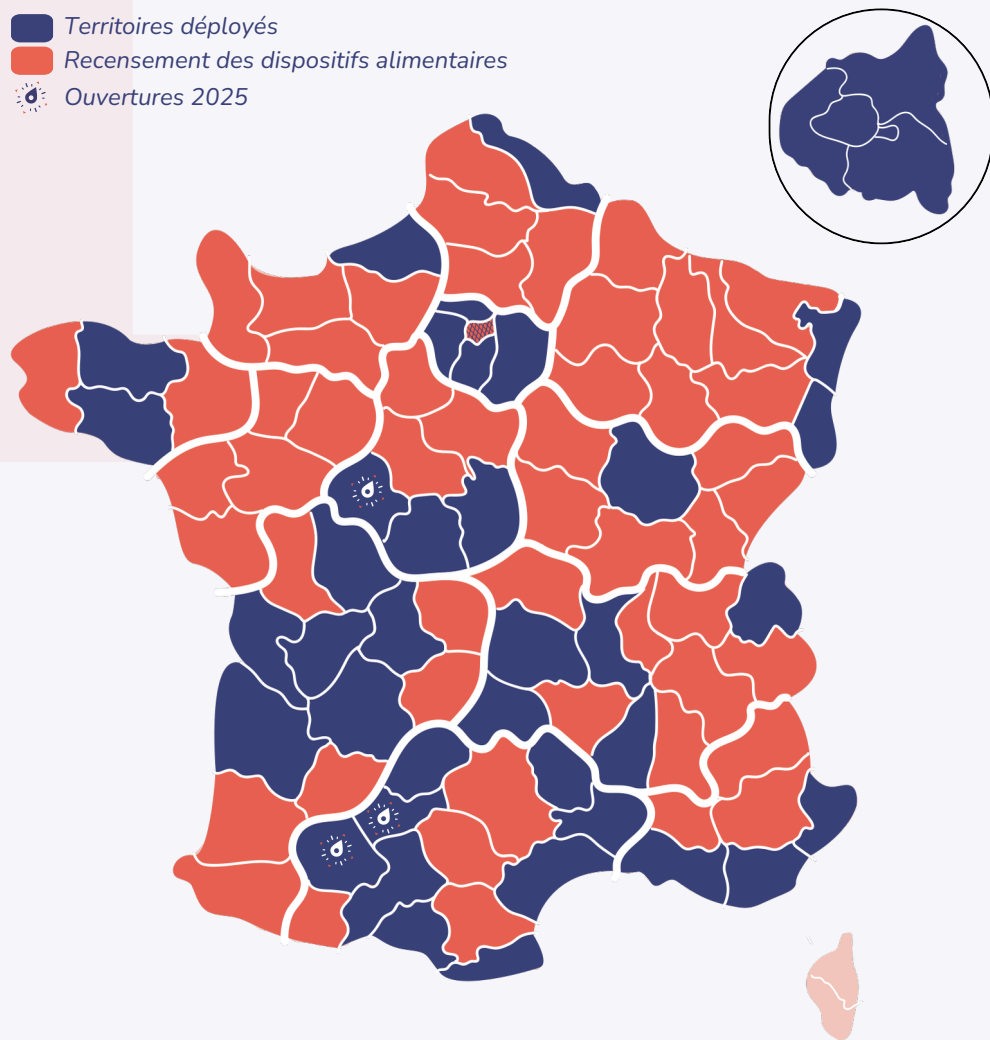 Territoires déployés
Recensement des dispositifs alimentaires
Ouvertures 2025